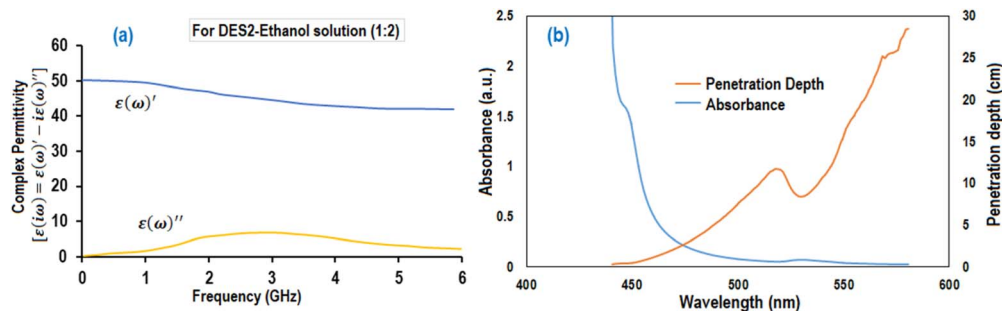 (a)
For DES2-Ethanol solution (1:2)
Complex Permittivity
[ε(iω) = ε(ω)′ − iε(ω)′′]
60
50
40
30
20
10
0
ε(ω)′
ε(ω)′′
0 1 2 3 4 5 6
Frequency (GHz)
(b)
Absorbance (a.u.)
2.5
2
1.5
1
0.5
0
Penetration Depth
Absorbance
30
25
20
15
10
5
0
Penetration depth (cm)
400 450 500 550 600
Wavelength (nm)